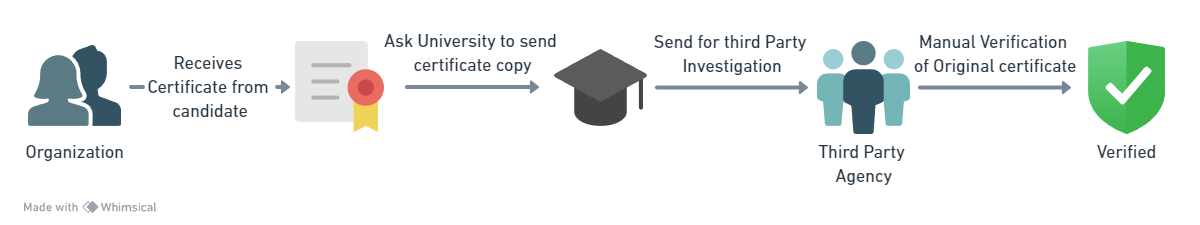 Receives
Certificate from
candidate
Ask University to send
certificate copy
Send for third Party
Investigation
Manual Verification
of Original certificate
Organization
Third Party
Agency
Verified
Made with Whimsical